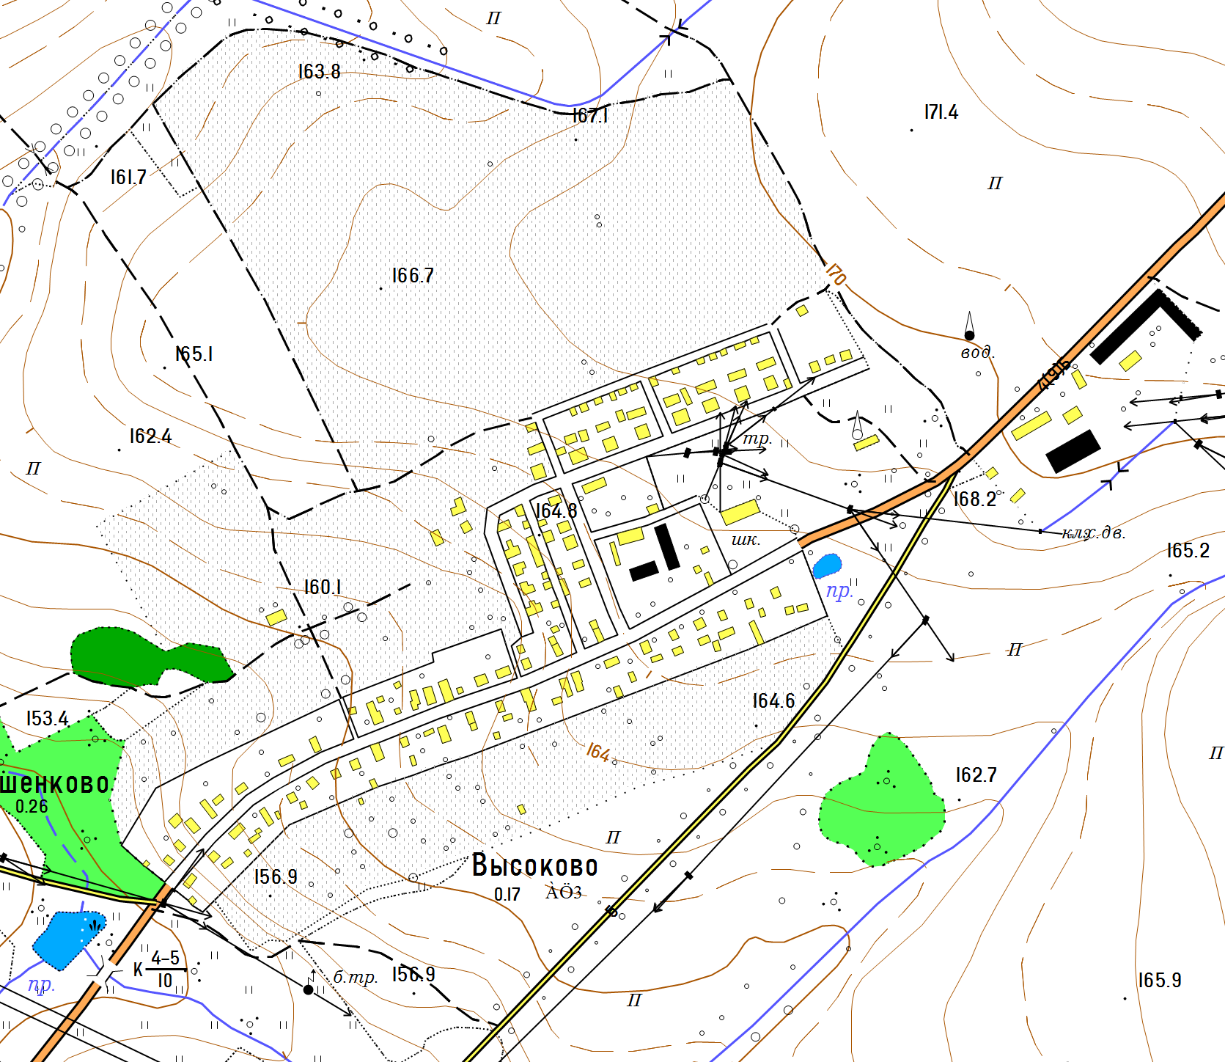 П
163.8
167.1
171.4
161.7
П
166.7
170
165.1
вод.
162.4
тр.
П
168.2
164.8
шк.
клх.дв.
165.2
160.1
пр.
П
153.4
164.6
164
П
шенково
0.26
162.7
П
Высоково
156.9
0.17
ÀÖЗ
Б
К 4–5
10
б.тр.
156.9
165.9
пр.
П